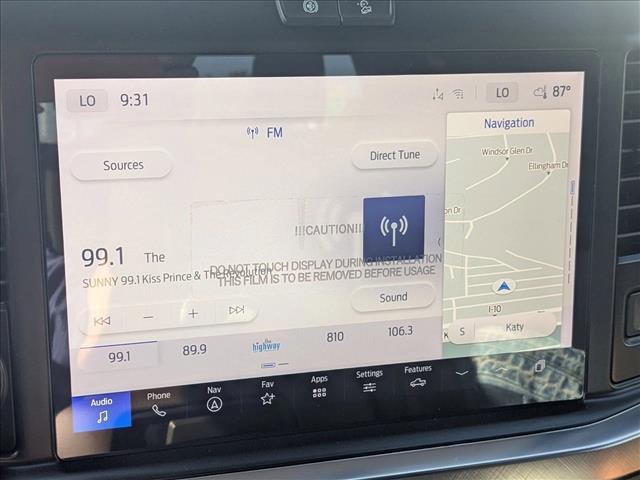 LO 9:31 LO 87°
FM
Navigation
Sources
Direct Tune
Windsor Glen Dr
Ellingham Dr
on Dr
!!!CAUTION!!!
99.1 The
DO NOT TOUCH DISPLAY DURING INSTALLATION
SUNNY 99.1 Kiss Prince & The Revolution
THIS FILM IS TO BE REMOVED BEFORE USAGE
Sound
I-10
S Katy
99.1 89.9 the highway 810 106.3
Audio Phone Nav Fav Apps Settings Features